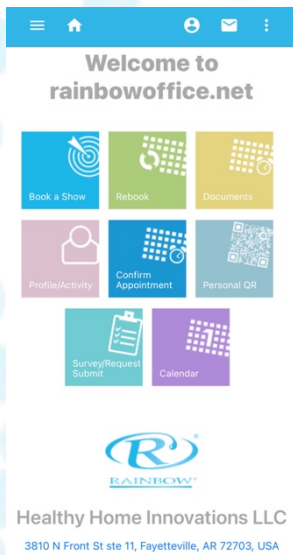 Welcome to
rainbowoffice.net
Book a Show
Rebook
Documents
Profile/Activity
Confirm
Appointment
Personal QR
Survey/Request
Submit
Calendar
R
®
RAINBOW
Healthy Home Innovations LLC
3810 N Front St ste 11, Fayetteville, AR 72703, USA